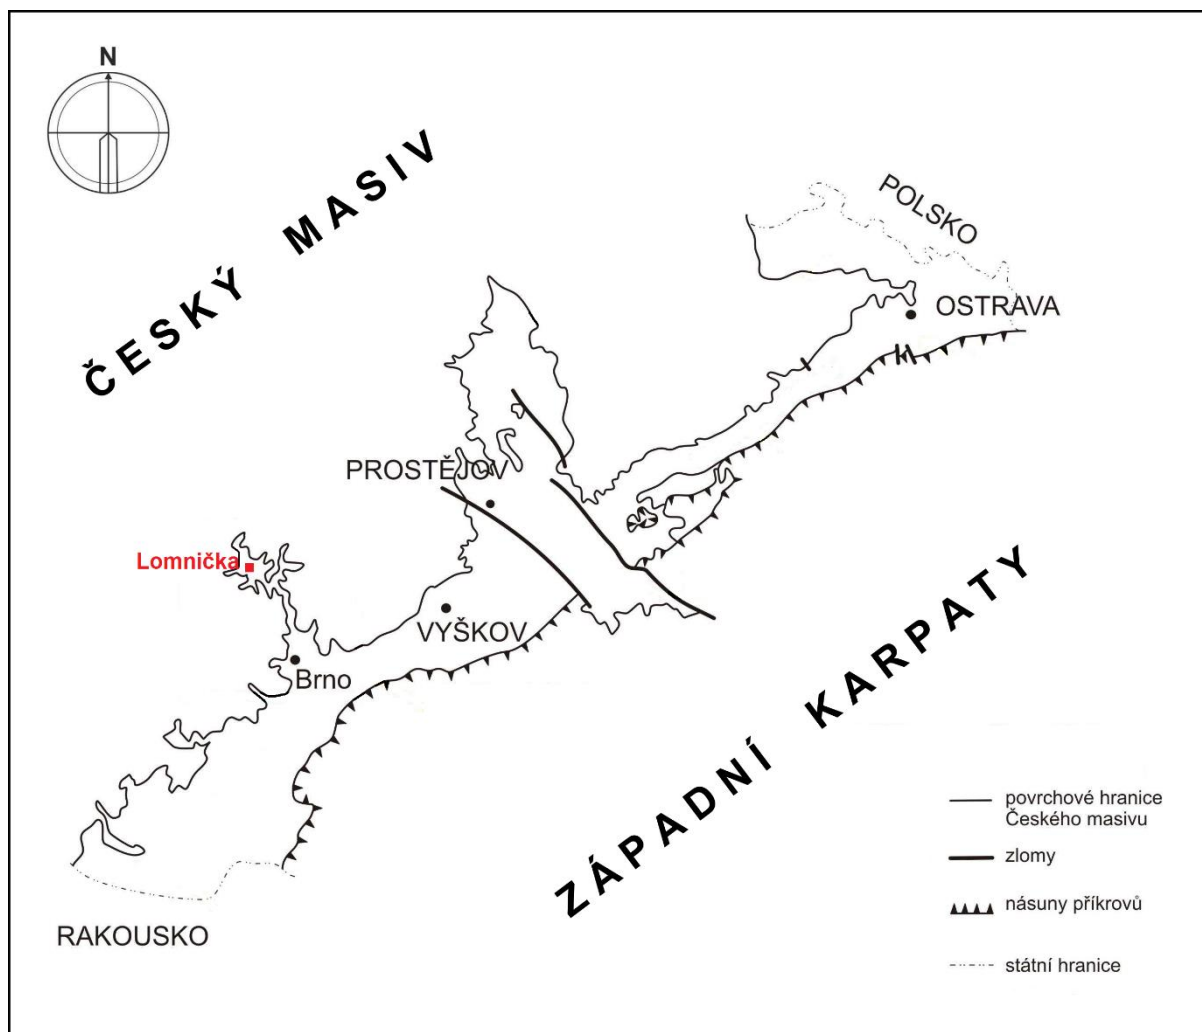 N
ČESKÝ MASIV
POLSKO
OSTRAVA
PROSTĚJOV
Lomnička
VYŠKOV
Brno
ZÁPADNÍ KARPATY
RAKOUSKO
povrchové hranice
Českého masivu
zlomy
násuny příkrovů
státní hranice